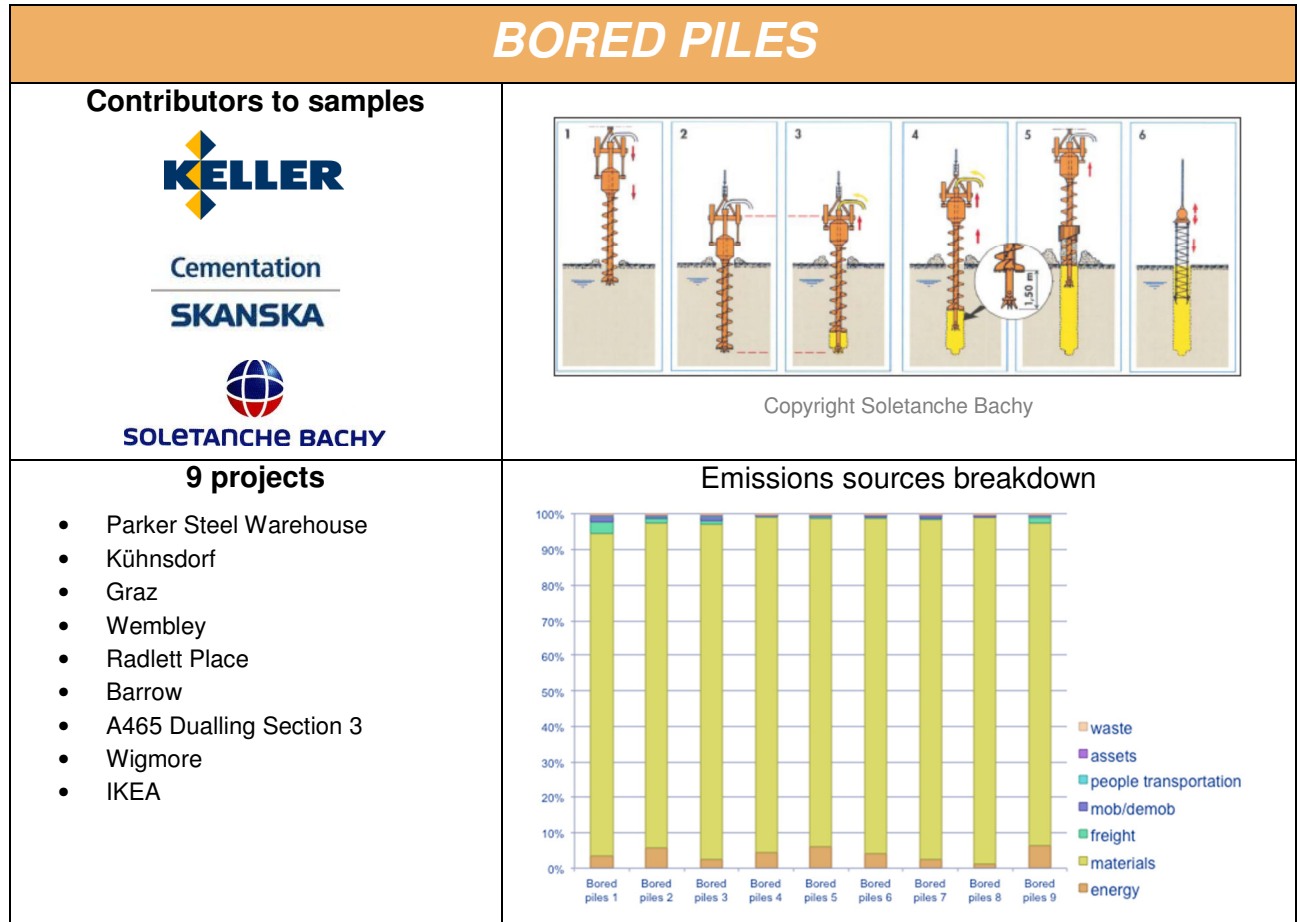 BORED PILES
Contributors to samples
KELLER
Cementation
SKANSKA
SOLETANCHE BACHY
1
2
3
4
5
6
1,50 m
Copyright Soletanche Bachy
9 projects
• Parker Steel Warehouse
• Kühnsdorf
• Graz
• Wembley
• Radlett Place
• Barrow
• A465 Dualling Section 3
• Wigmore
• IKEA
Emissions sources breakdown
100%
90%
80%
70%
60%
50%
40%
30%
20%
10%
0%
Bored piles 1
Bored piles 2
Bored piles 3
Bored piles 4
Bored piles 5
Bored piles 6
Bored piles 7
Bored piles 8
Bored piles 9
waste
assets
people transportation
mob/demob
freight
materials
energy